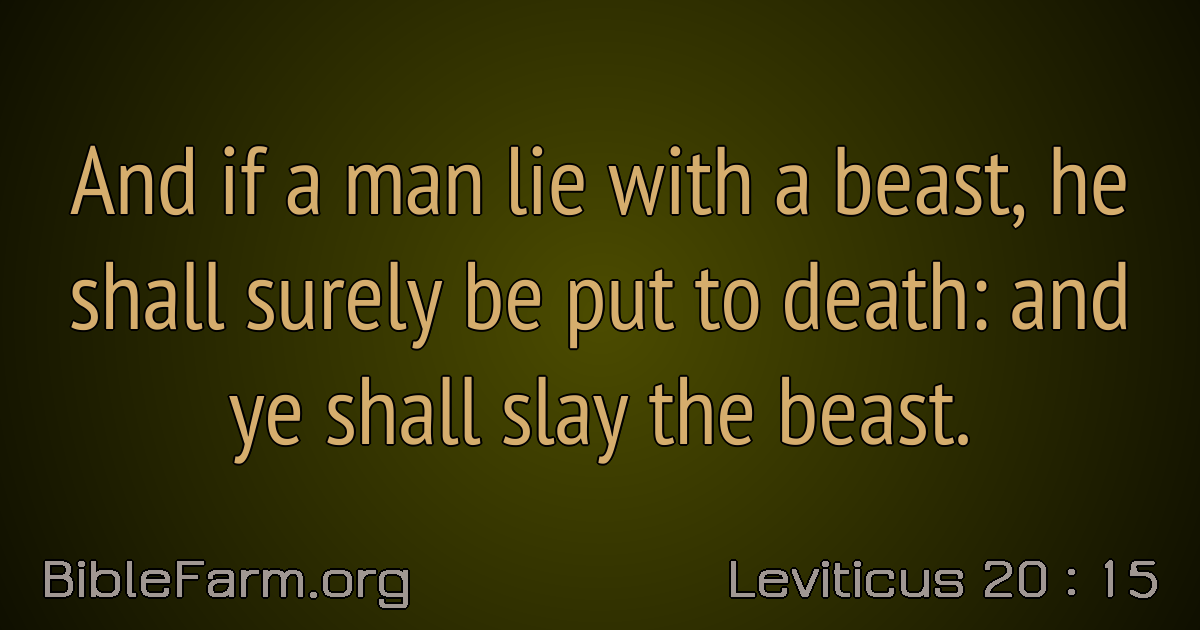 And if a man lie with a beast, he
shall surely be put to death: and
ye shall slay the beast.
BibleFarm.org
Leviticus 20 : 15